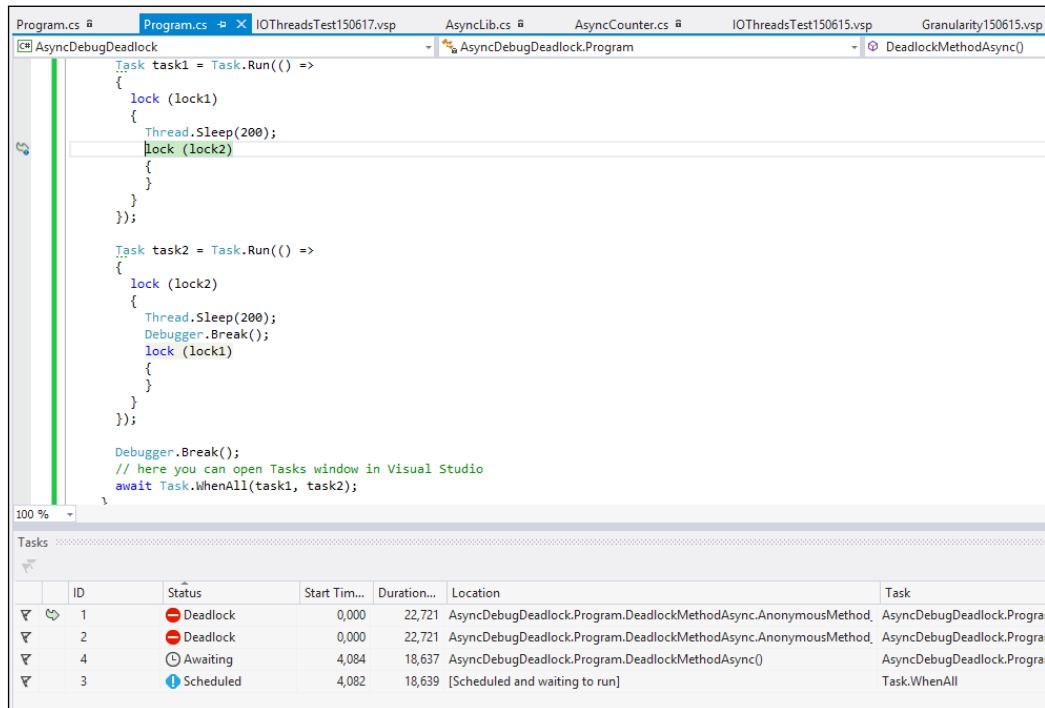 Program.cs Program.cs IOThreadsTest150617.vsp AsyncLib.cs AsyncCounter.cs IOThreadsTest150615.vsp Granularity150615.vsp
C# AsyncDebugDeadlock AsyncDebugDeadlock.Program DeadlockMethodAsync()
Task task1 = Task.Run(() =>
{
lock (lock1)
{
Thread.Sleep(200);
lock (lock2)
{
}
}
});
Task task2 = Task.Run(() =>
{
lock (lock2)
{
Thread.Sleep(200);
Debugger.Break();
lock (lock1)
{
}
}
});
Debugger.Break();
// here you can open Tasks window in Visual Studio
await Task.WhenAll(task1, task2);
}
100 %
Tasks
ID Status Start Tim... Duration... Location Task
1 Deadlock 0,000 22,721 AsyncDebugDeadlock.Program.DeadlockMethodAsync.AnonymousMethod_ AsyncDebugDeadlock.Progra
2 Deadlock 0,000 22,721 AsyncDebugDeadlock.Program.DeadlockMethodAsync.AnonymousMethod_ AsyncDebugDeadlock.Progra
4 Awaiting 4,084 18,637 AsyncDebugDeadlock.Program.DeadlockMethodAsync() AsyncDebugDeadlock.Progra
3 Scheduled 4,082 18,639 [Scheduled and waiting to run] Task.WhenAll